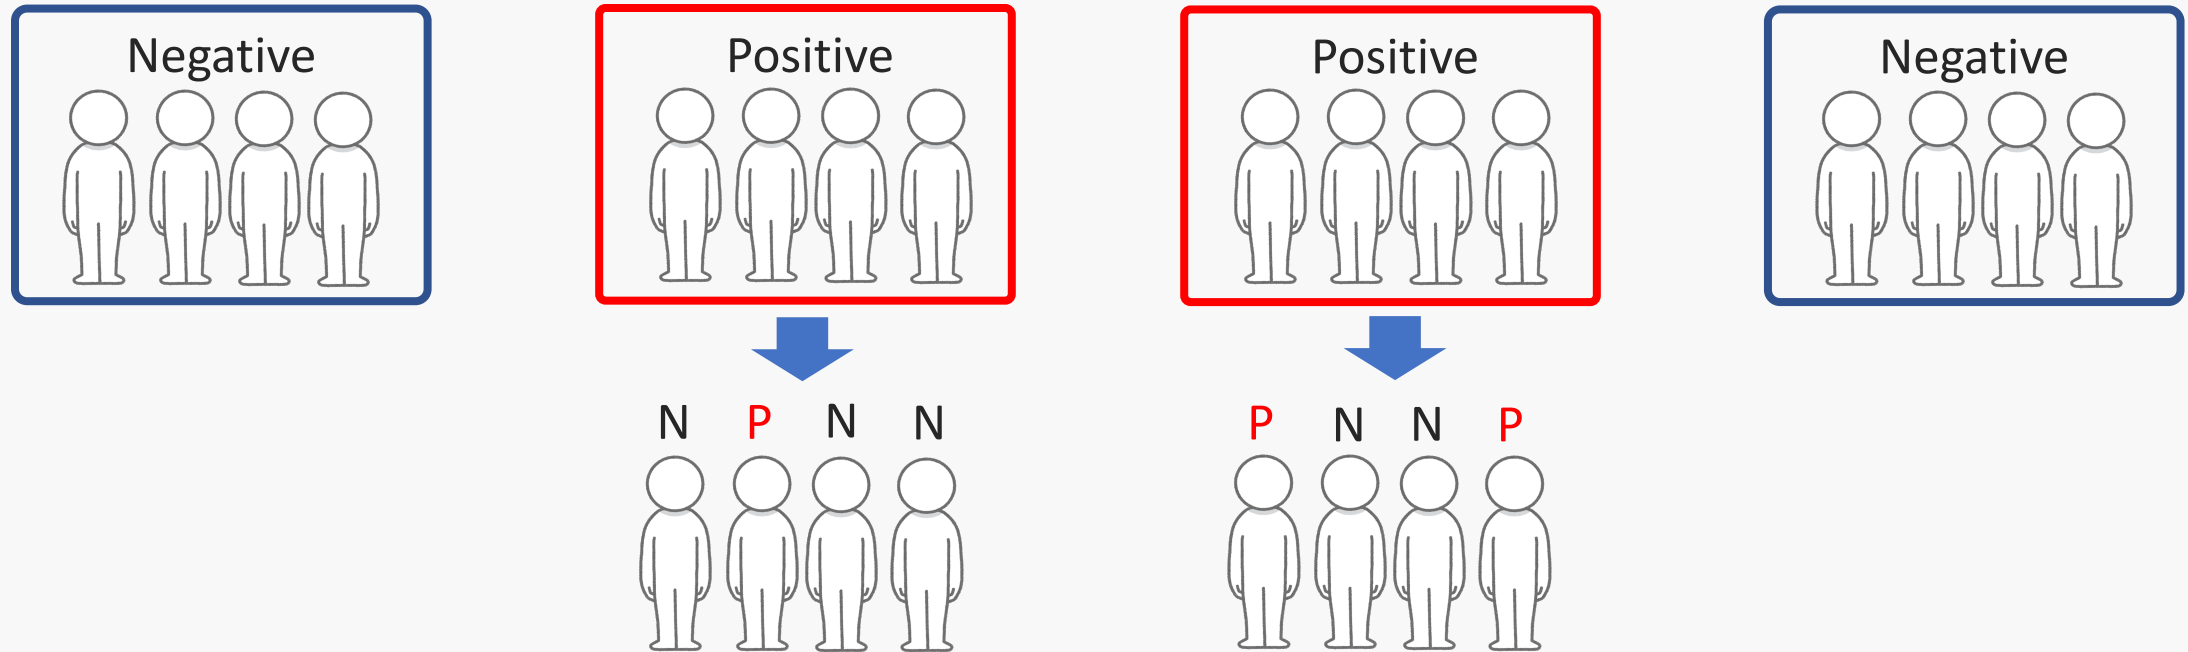 Negative
Positive
Positive
Negative
N P N N
P N N P